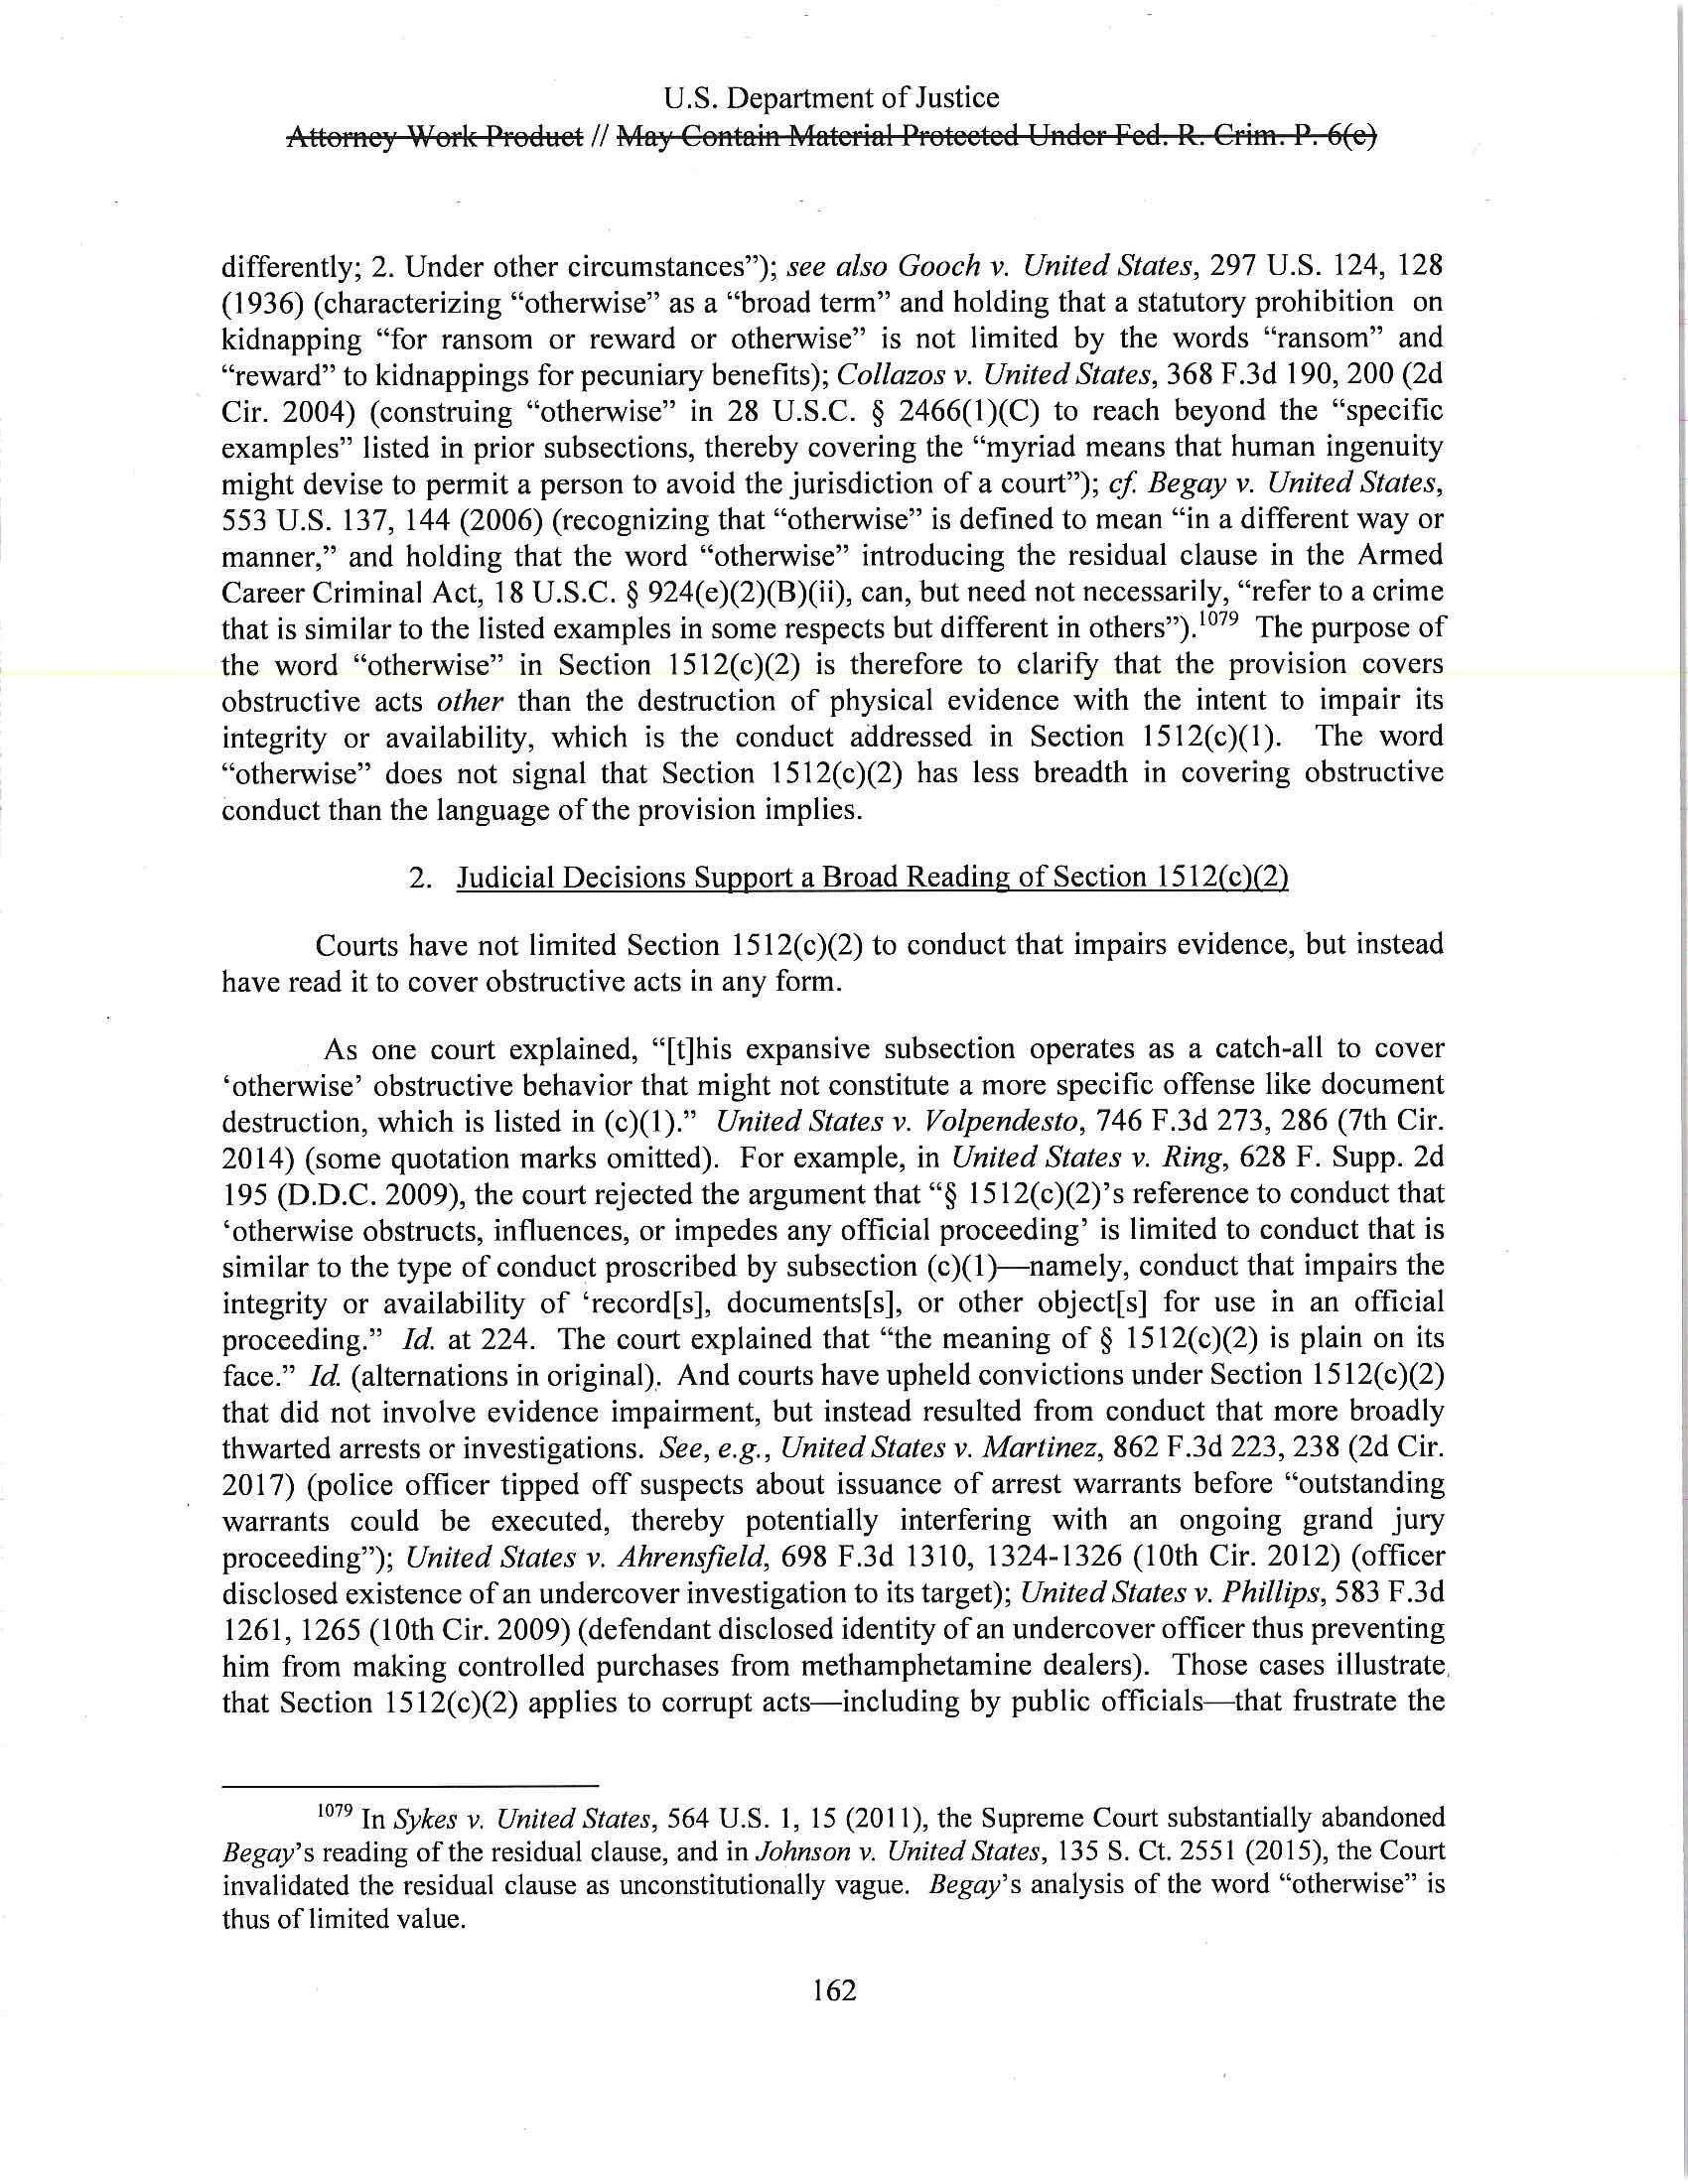 U.S. Department of Justice
Attorney Work Product // May Contain Material Protected Under Fed. R. Crim. P. 6(e)
differently; 2. Under other circumstances”); see also Gooch v. United States, 297 U.S. 124, 128
(1936) (characterizing “otherwise” as a “broad term” and holding that a statutory prohibition on
kidnapping “for ransom or reward or otherwise” is not limited by the words “ransom” and
“reward” to kidnappings for pecuniary benefits); Collazos v. United States, 368 F.3d 190, 200 (2d
Cir. 2004) (construing “otherwise” in 28 U.S.C. § 2466(1)(C) to reach beyond the “specific
examples” listed in prior subsections, thereby covering the “myriad means that human ingenuity
might devise to permit a person to avoid the jurisdiction of a court”); cf. Begay v. United States,
553 U.S. 137, 144 (2006) (recognizing that “otherwise” is defined to mean “in a different way or
manner,” and holding that the word “otherwise” introducing the residual clause in the Armed
Career Criminal Act, 18 U.S.C. § 924(e)(2)(B)(ii), can, but need not necessarily, “refer to a crime
that is similar to the listed examples in some respects but different in others”).1079 The purpose of
the word “otherwise” in Section 1512(c)(2) is therefore to clarify that the provision covers
obstructive acts other than the destruction of physical evidence with the intent to impair its
integrity or availability, which is the conduct addressed in Section 1512(c)(1). The word
“otherwise” does not signal that Section 1512(c)(2) has less breadth in covering obstructive
conduct than the language of the provision implies.
2. Judicial Decisions Support a Broad Reading of Section 1512(c)(2)
Courts have not limited Section 1512(c)(2) to conduct that impairs evidence, but instead
have read it to cover obstructive acts in any form.
As one court explained, “[t]his expansive subsection operates as a catch-all to cover
‘otherwise’ obstructive behavior that might not constitute a more specific offense like document
destruction, which is listed in (c)(1).” United States v. Volpendesto, 746 F.3d 273, 286 (7th Cir.
2014) (some quotation marks omitted). For example, in United States v. Ring, 628 F. Supp. 2d
195 (D.D.C. 2009), the court rejected the argument that “§ 1512(c)(2)’s reference to conduct that
‘otherwise obstructs, influences, or impedes any official proceeding’ is limited to conduct that is
similar to the type of conduct proscribed by subsection (c)(1)—namely, conduct that impairs the
integrity or availability of ‘record[s], documents[s], or other object[s] for use in an official
proceeding.” Id. at 224. The court explained that “the meaning of § 1512(c)(2) is plain on its
face.” Id. (alternations in original). And courts have upheld convictions under Section 1512(c)(2)
that did not involve evidence impairment, but instead resulted from conduct that more broadly
thwarted arrests or investigations. See, e.g., United States v. Martinez, 862 F.3d 223, 238 (2d Cir.
2017) (police officer tipped off suspects about issuance of arrest warrants before “outstanding
warrants could be executed, thereby potentially interfering with an ongoing grand jury
proceeding”); United States v. Ahrensfield, 698 F.3d 1310, 1324-1326 (10th Cir. 2012) (officer
disclosed existence of an undercover investigation to its target); United States v. Phillips, 583 F.3d
1261, 1265 (10th Cir. 2009) (defendant disclosed identity of an undercover officer thus preventing
him from making controlled purchases from methamphetamine dealers). Those cases illustrate
that Section 1512(c)(2) applies to corrupt acts—including by public officials—that frustrate the
1079 In Sykes v. United States, 564 U.S. 1, 15 (2011), the Supreme Court substantially abandoned
Begay’s reading of the residual clause, and in Johnson v. United States, 135 S. Ct. 2551 (2015), the Court
invalidated the residual clause as unconstitutionally vague. Begay’s analysis of the word “otherwise” is
thus of limited value.
162